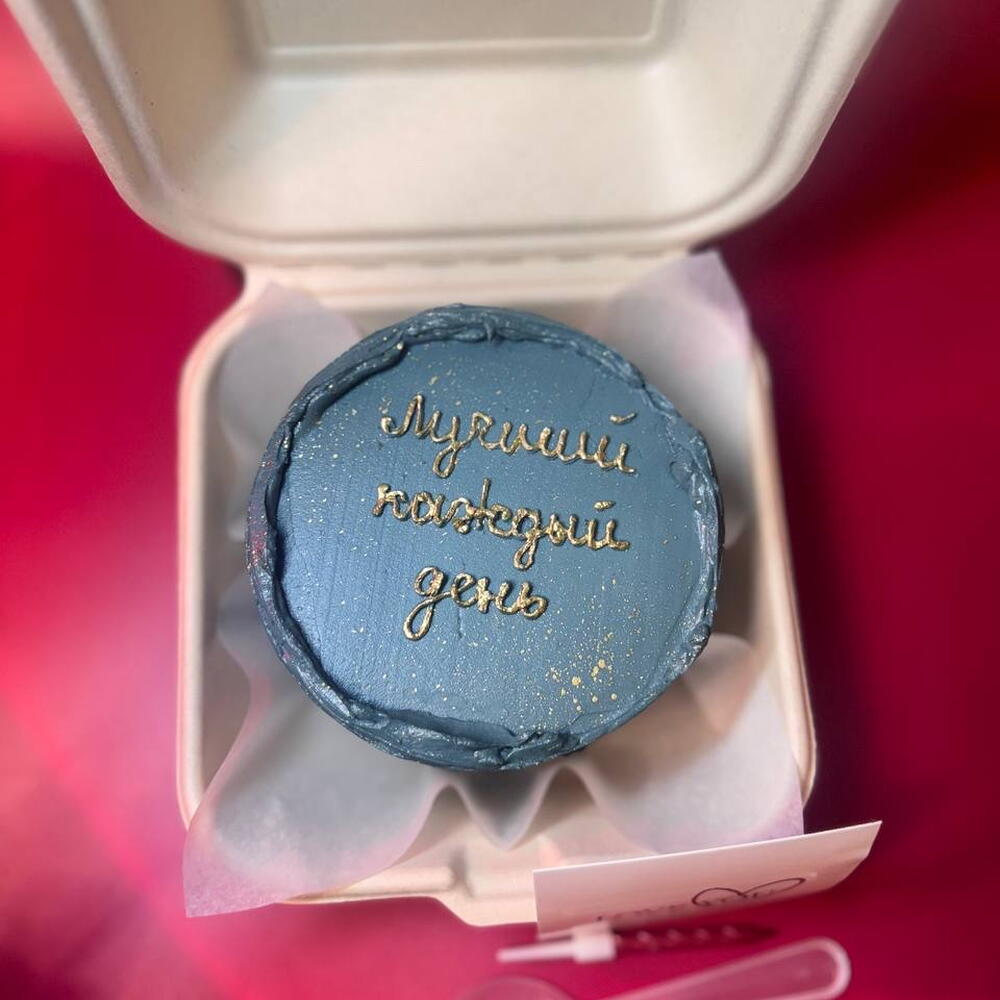 Лучший
каждый
день